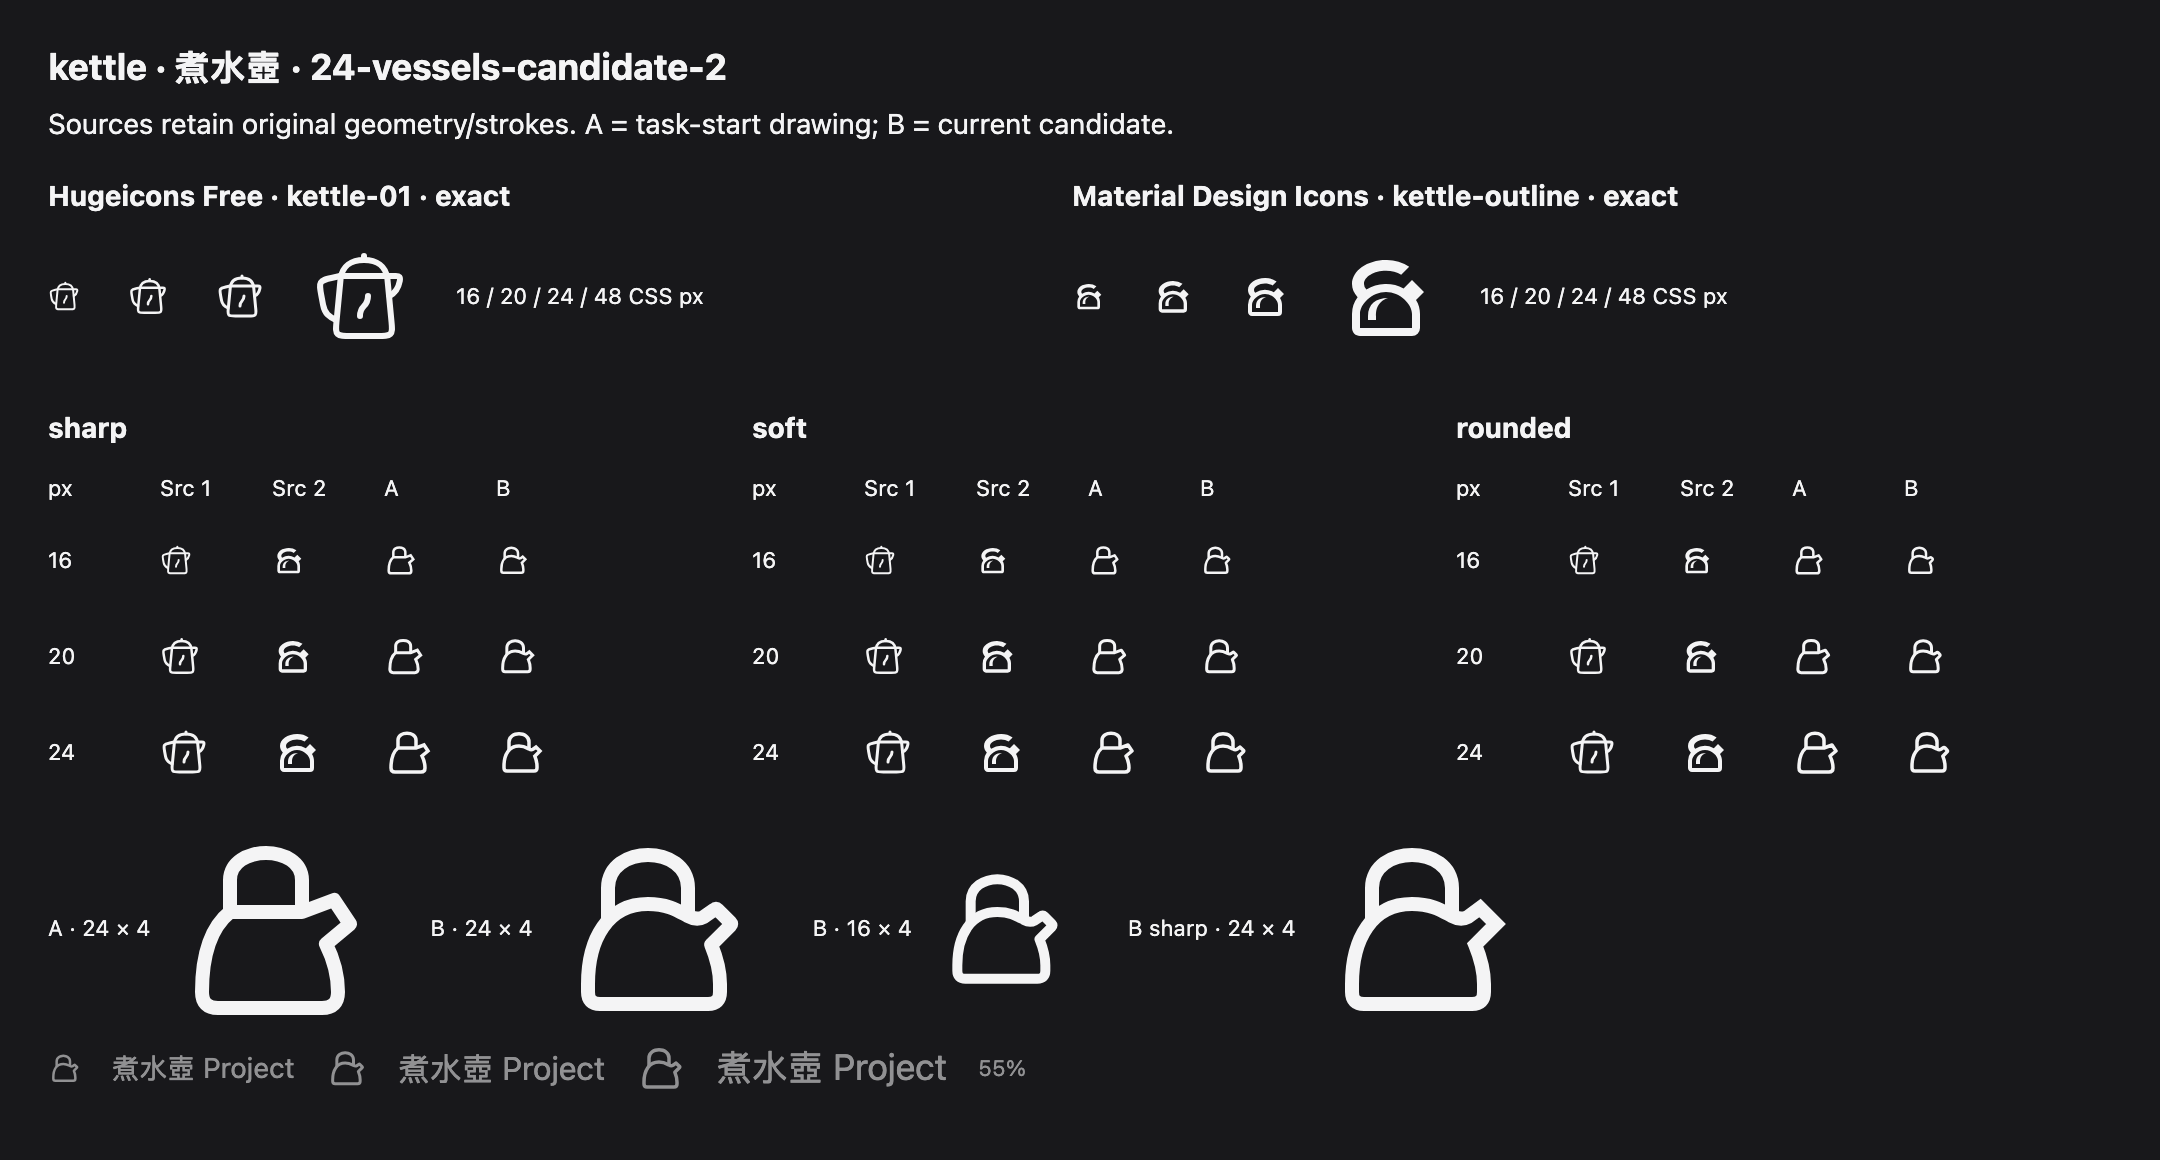 kettle · 煮水壺 · 24-vessels-candidate-2
Sources retain original geometry/strokes. A = task-start drawing; B = current candidate.
Hugeicons Free · kettle-01 · exact
16 / 20 / 24 / 48 CSS px
Material Design Icons · kettle-outline · exact
16 / 20 / 24 / 48 CSS px
sharp
px Src 1 Src 2 A B
16
20
24
soft
px Src 1 Src 2 A B
16
20
24
rounded
px Src 1 Src 2 A B
16
20
24
A · 24 × 4
B · 24 × 4
B · 16 × 4
B sharp · 24 × 4
煮水壺 Project 煮水壺 Project 煮水壺 Project 55%